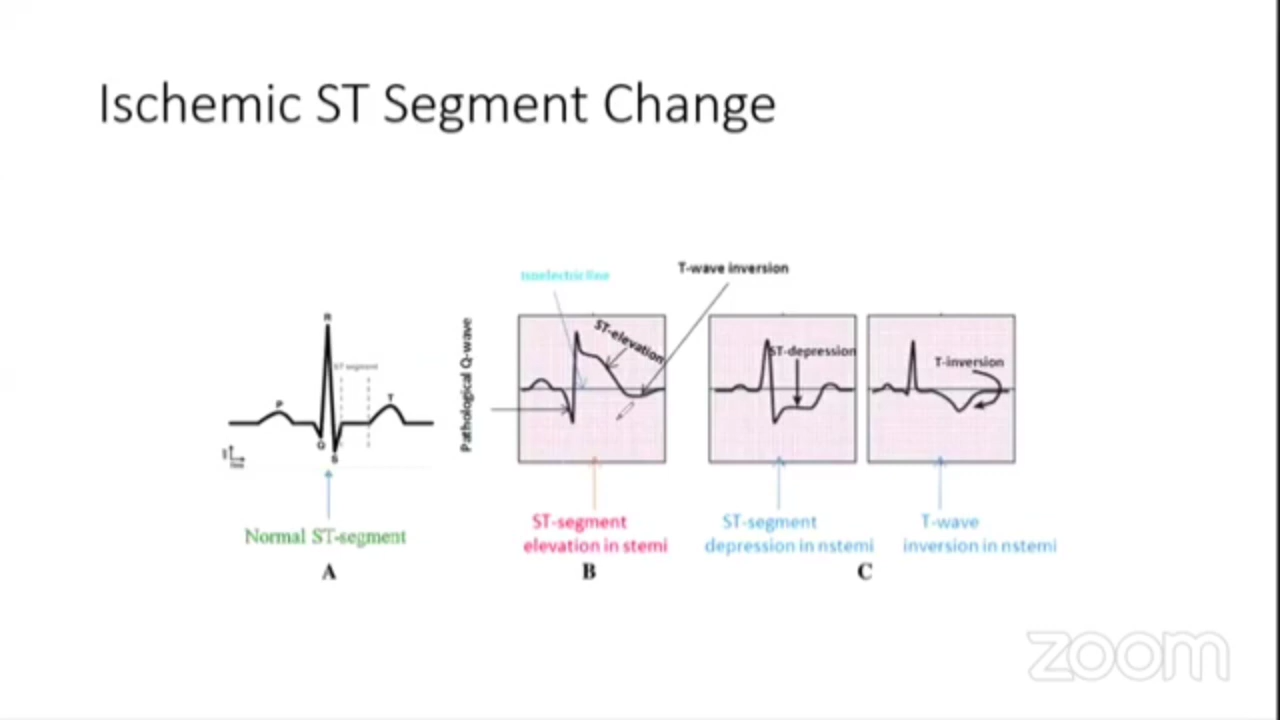 Ischemic ST Segment Change
Isoelectric line
T-wave inversion
R
ST segment
P
T
Q
S
Normal ST-segment
A
Pathological Q-wave
ST-elevation
ST-segment
elevation in stemi
B
ST-depression
ST-segment
depression in nstemi
T-inversion
T-wave
inversion in nstemi
C
zoom